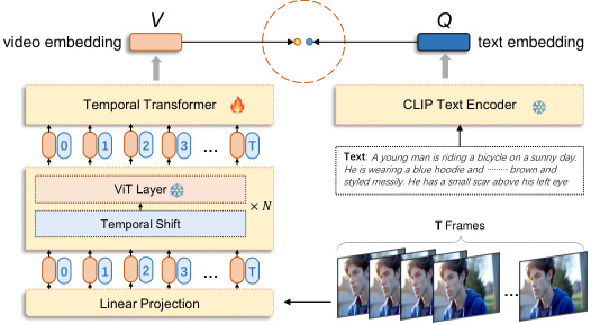 V
Q
video embedding
text embedding
Temporal Transformer
CLIP Text Encoder
0 1 2 3 ... T
Text: A young man is riding a bicycle on a sunny day.
He is wearing a blue hoodie and ········ brown and
styled messily. He has a small scar above his left eye
ViT Layer
× N
Temporal Shift
T Frames
0 1 2 3 ... T
...
Linear Projection